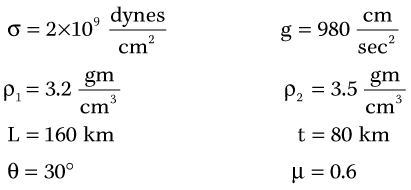 σ = 2×10⁹ dynes/cm² g = 980 cm/sec²
ρ₁ = 3.2 gm/cm³ ρ₂ = 3.5 gm/cm³
L = 160 km t = 80 km
θ = 30° μ = 0.6